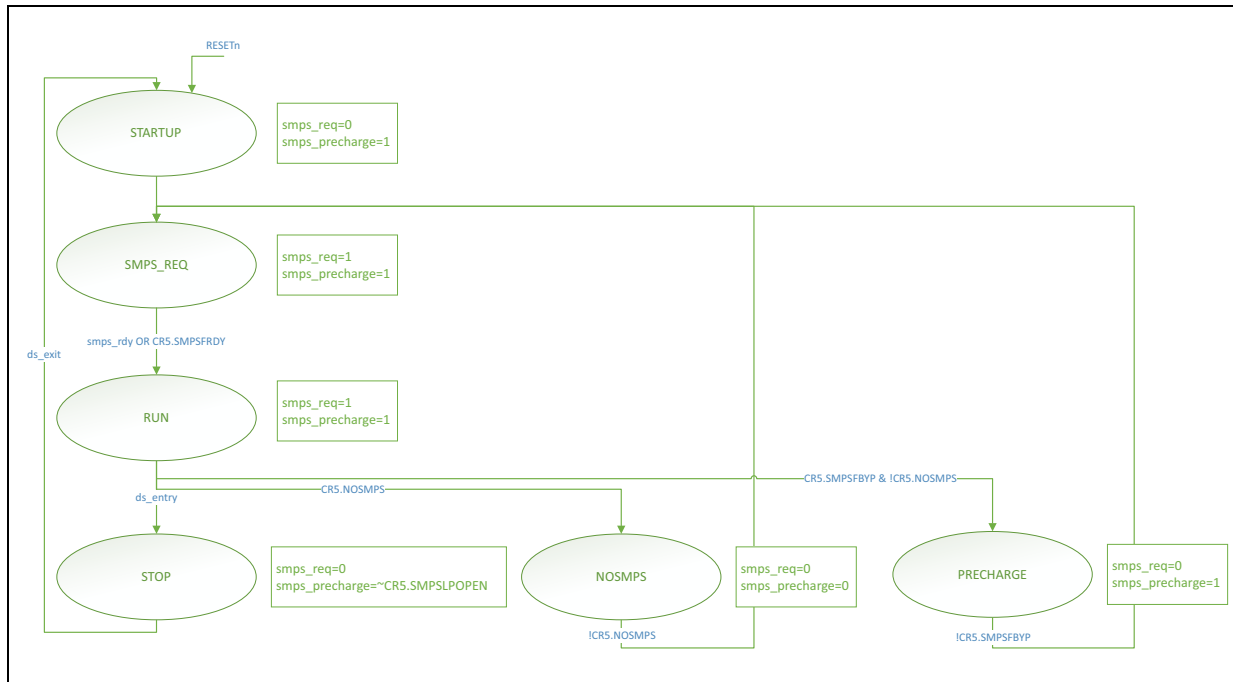 RESETn
STARTUP
smps_req=0
smps_precharge=1
SMPS_REQ
smps_req=1
smps_precharge=1
smps_rdy OR CR5.SMPSFRDY
ds_exit
RUN
smps_req=1
smps_precharge=1
CR5.SMPSFBYP & !CR5.NOSMPS
CR5.NOSMPS
ds_entry
STOP
smps_req=0
smps_precharge=~CR5.SMPSLPOPEN
NOSMPS
smps_req=0
smps_precharge=0
PRECHARGE
smps_req=0
smps_precharge=1
!CR5.NOSMPS
!CR5.SMPSFBYP